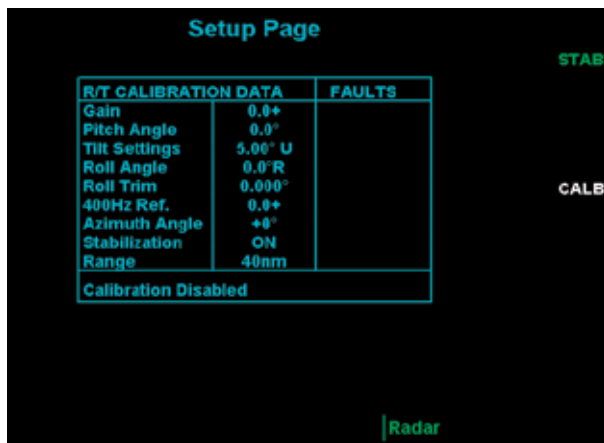 Setup Page
STAB
R/T CALIBRATION DATA FAULTS
Gain 0.0+
Pitch Angle 0.0°
Tilt Settings 5.00° U
Roll Angle 0.0°R
Roll Trim 0.000°
CALB
400Hz Ref. 0.0+
Azimuth Angle +0°
Stabilization ON
Range 40nm
Calibration Disabled
Radar